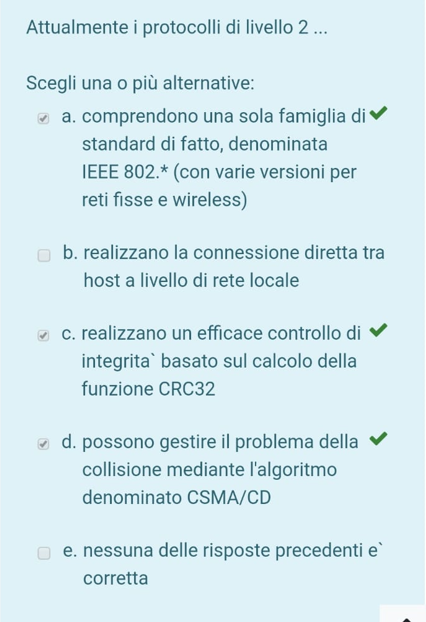 Attualmente i protocolli di livello 2 ...
Scegli una o più alternative:
a. comprendono una sola famiglia di
standard di fatto, denominata
IEEE 802.* (con varie versioni per
reti fisse e wireless)
b. realizzano la connessione diretta tra
host a livello di rete locale
c. realizzano un efficace controllo di
integrita` basato sul calcolo della
funzione CRC32
d. possono gestire il problema della
collisione mediante l'algoritmo
denominato CSMA/CD
e. nessuna delle risposte precedenti e`
corretta